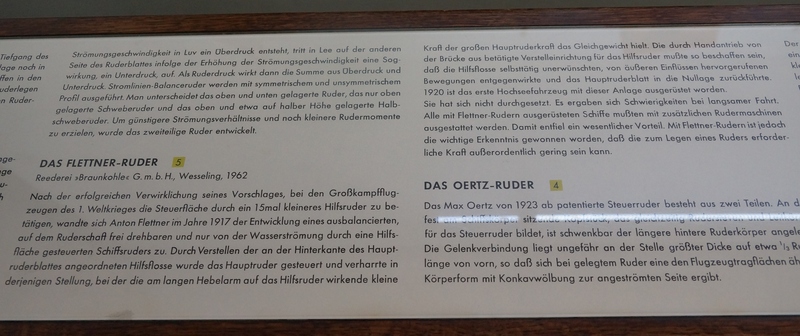 Tiefgang des
lage noch in
ffen in den
uderlegen
n Ruder-
Strömungsgeschwindigkeit in Luv ein Überdruck entsteht, tritt in Lee auf der anderen
Seite des Ruderblattes infolge der Erhöhung der Strömungsgeschwindigkeit eine Sog-
wirkung, ein Unterdruck, auf. Als Ruderdruck wirkt dann die Summe aus Überdruck und
Unterdruck. Stromlinien-Balanceruder werden mit symmetrischem und unsymmetrischem
Profil ausgeführt. Man unterscheidet das oben und unten gelagerte Ruder, das nur oben
gelagerte Schweberuder und das oben und etwa auf halber Höhe gelagerte Halb-
schweberuder. Um günstigere Strömungsverhältnisse und noch kleinere Rudermomente
zu erzielen, wurde das zweiteilige Ruder entwickelt.
DAS FLETTNER-RUDER 5
Reederei »Braunkohle« G.m.b.H., Wesseling, 1962
Nach der erfolgreichen Verwirklichung seines Vorschlages, bei den Großkampfflug-
zeugen des 1. Weltkrieges die Steuerfläche durch ein 15mal kleineres Hilfsruder zu be-
tätigen, wandte sich Anton Flettner im Jahre 1917 der Entwicklung eines ausbalancierten,
auf dem Ruderschaft frei drehbaren und nur von der Wasserströmung durch eine Hilfs-
fläche gesteuerten Schiffsruders zu. Durch Verstellen der an der Hinterkante des Haupt-
ruderblattes angeordneten Hilfsflosse wurde das Hauptruder gesteuert und verharrte in
derjenigen Stellung, bei der die am langen Hebelarm auf das Hilfsruder wirkende kleine
Kraft der großen Hauptruderkraft das Gleichgewicht hielt. Die durch Handantrieb von
der Brücke aus betätigte Verstelleinrichtung für das Hilfsruder mußte so beschaffen sein,
daß die Hilfsflosse selbsttätig unerwünschten, von äußeren Einflüssen hervorgerufenen
Bewegungen entgegenwirkte und das Hauptruderblatt in die Nullage zurückführte.
1920 ist das erste Hochseefahrzeug mit dieser Anlage ausgerüstet worden.
Sie hat sich nicht durchgesetzt. Es ergaben sich Schwierigkeiten bei langsamer Fahrt.
Alle mit Flettner-Rudern ausgerüsteten Schiffe mußten mit zusätzlichen Rudermaschinen
ausgestattet werden. Damit entfiel ein wesentlicher Vorteil. Mit Flettner-Rudern ist jedoch
die wichtige Erkenntnis gewonnen worden, daß die zum Legen eines Ruders erforder-
liche Kraft außerordentlich gering sein kann.
DAS OERTZ-RUDER 4
Das Max Oertz von 1923 ab patentierte Steuerruder besteht aus zwei Teilen. An d
für das Steuerruder bildet, ist schwenkbar der längere hintere Ruderkörper angele
Die Gelenkverbindung liegt ungefähr an der Stelle größter Dicke auf etwa 1/3 Ru
länge von vorn, so daß sich bei gelegtem Ruder eine den Flugzeugtragflächen äh
Körperform mit Konkavwölbung zur angeströmten Seite ergibt.